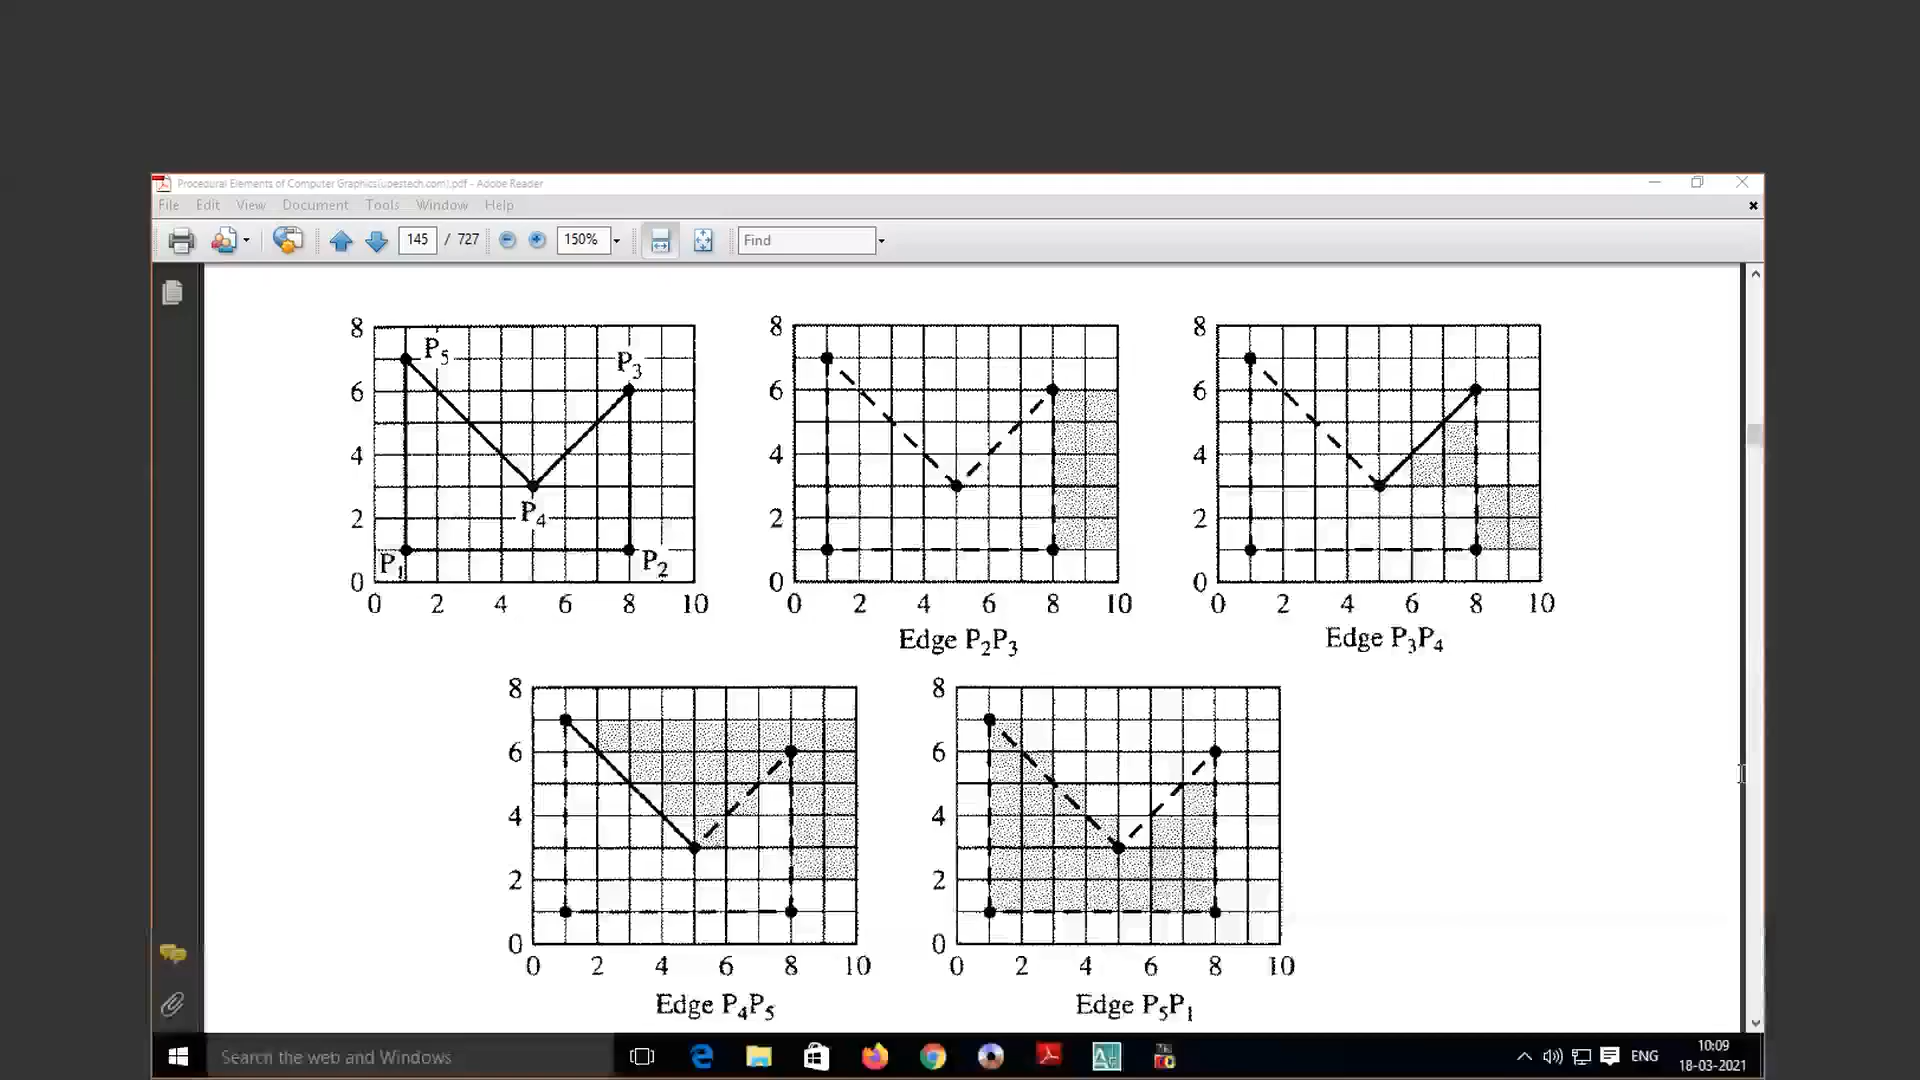 Procedural Elements of Computer Graphics(upestech.com).pdf - Adobe Reader
File Edit View Document Tools Window Help
145 / 727 150% Find
8 6 4 2 0
P5 P3 P4 P1 P2
0 2 4 6 8 10
8 6 4 2 0
0 2 4 6 8 10
Edge P2P3
8 6 4 2 0
0 2 4 6 8 10
Edge P3P4
8 6 4 2 0
0 2 4 6 8 10
Edge P4P5
8 6 4 2 0
0 2 4 6 8 10
Edge P5P1
Search the web and Windows
ENG
10:09
18-03-2021